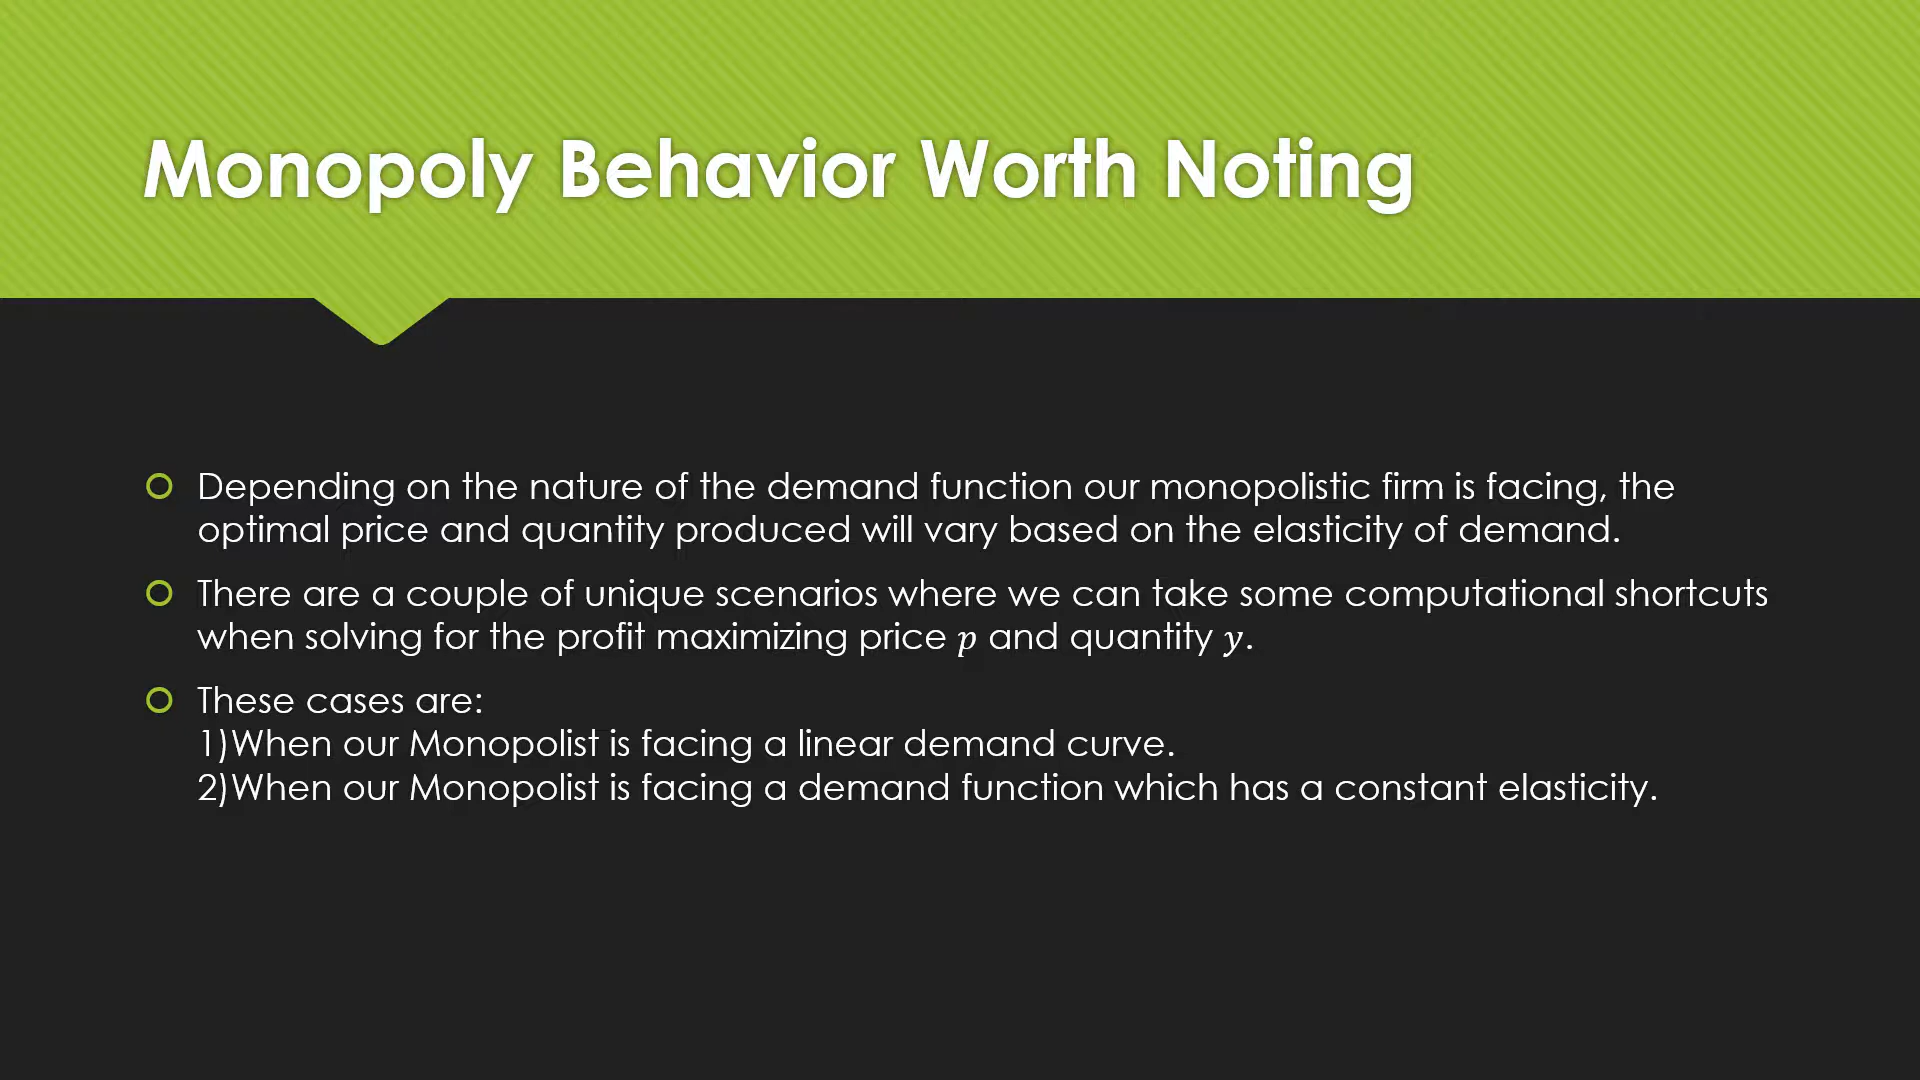 Monopoly Behavior Worth Noting
Depending on the nature of the demand function our monopolistic firm is facing, the
optimal price and quantity produced will vary based on the elasticity of demand.
There are a couple of unique scenarios where we can take some computational shortcuts
when solving for the profit maximizing price p and quantity y.
These cases are:
1)When our Monopolist is facing a linear demand curve.
2)When our Monopolist is facing a demand function which has a constant elasticity.